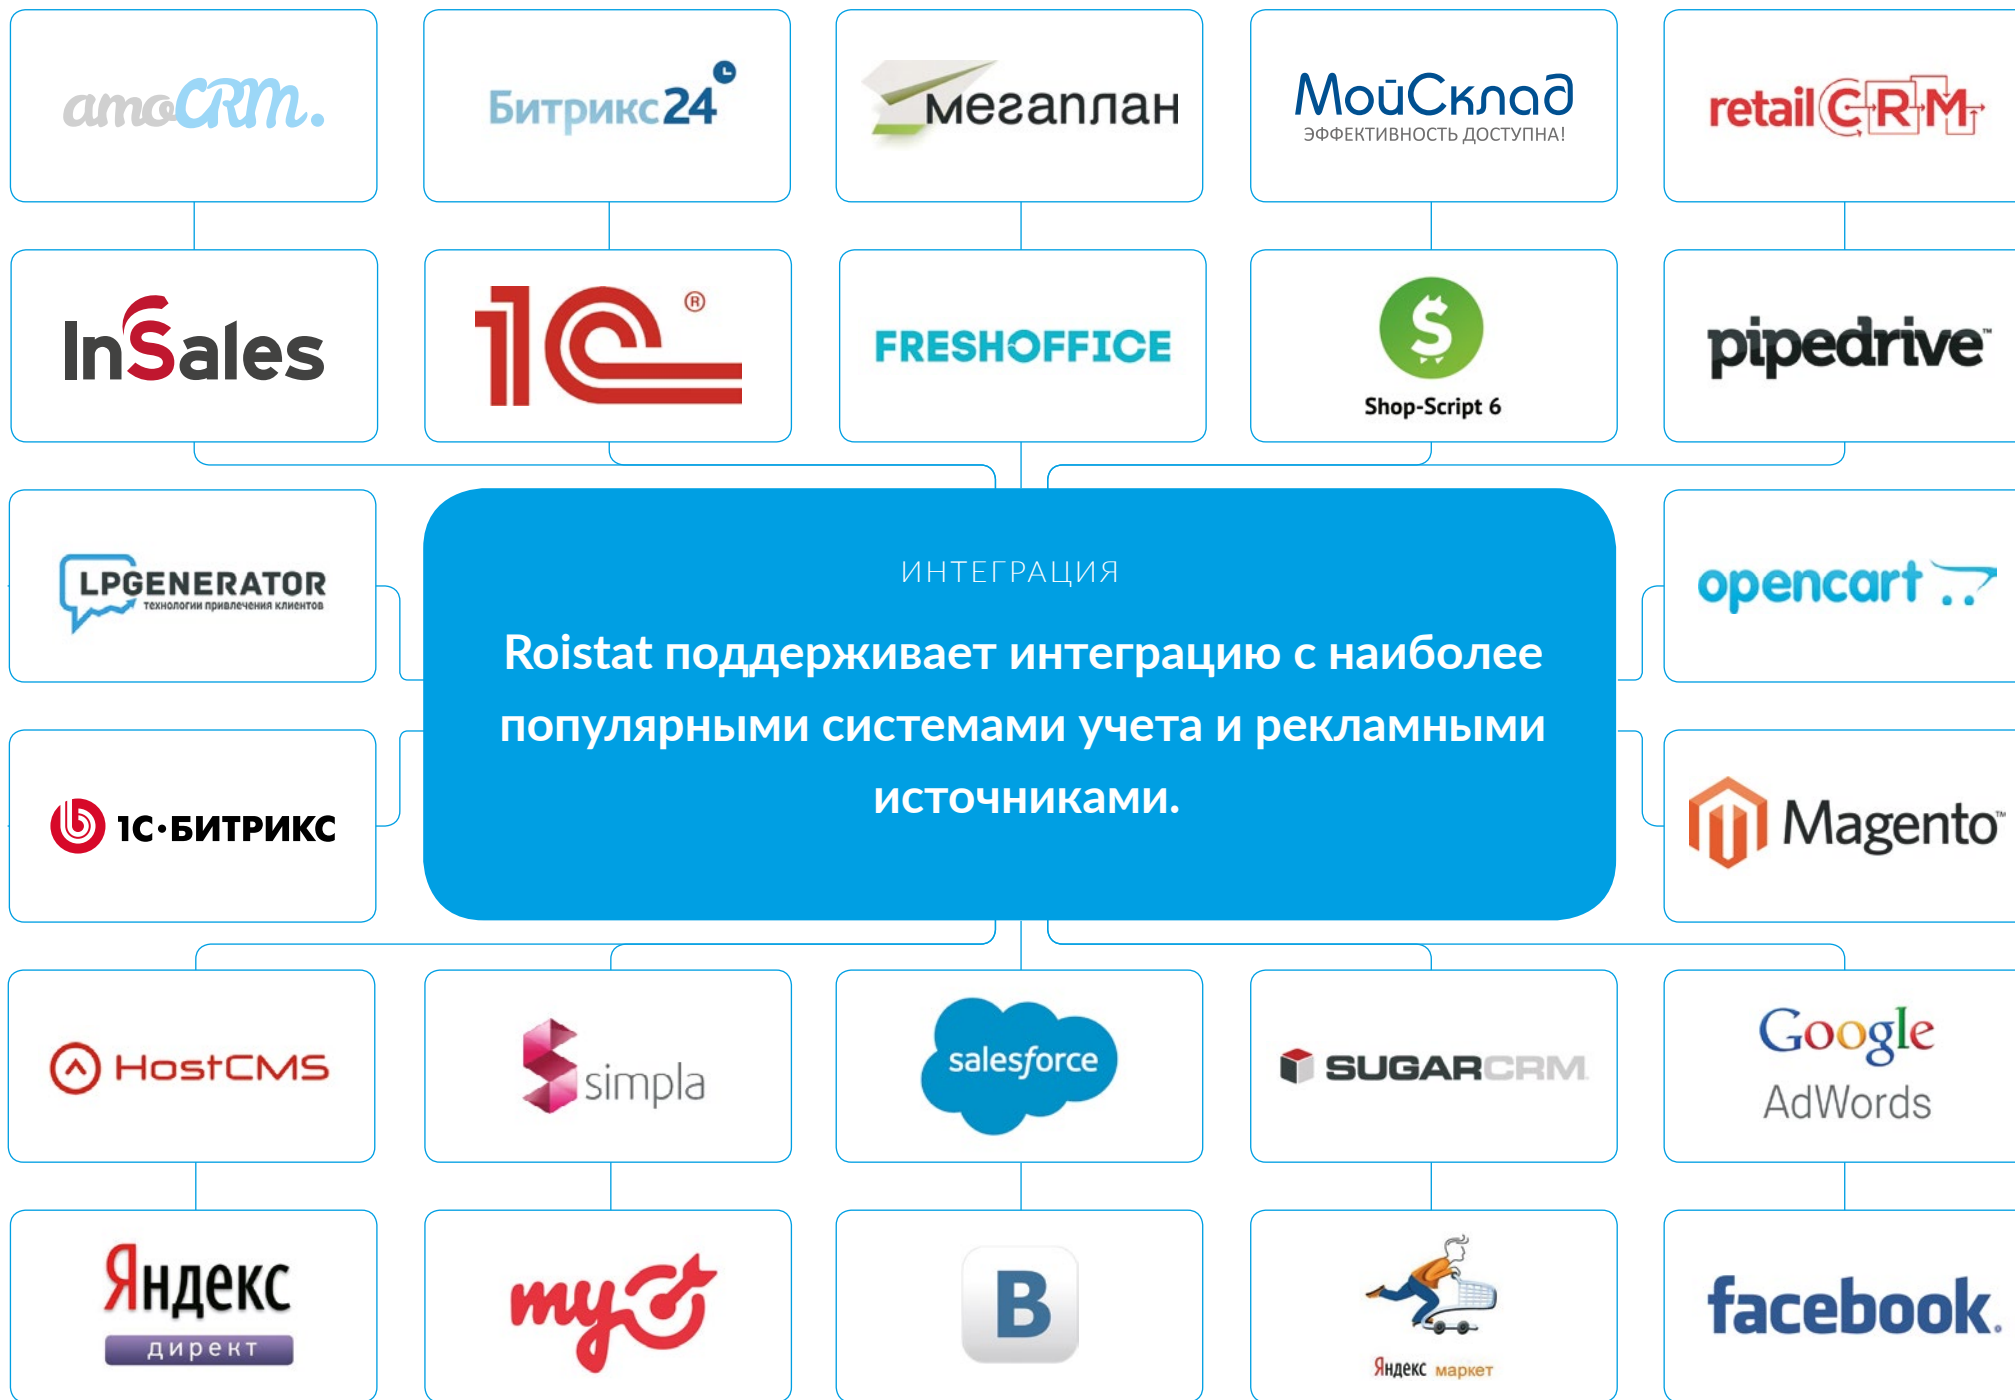 amoCRM.
Битрикс24
мегаплан
МойСклад
ЭФФЕКТИВНОСТЬ ДОСТУПНА!
retailCRM
InSales
1С ®
FRESHOFFICE
S
Shop-Script 6
pipedrive™
LPGENERATOR
ТЕХНОЛОГИИ ПРИВЛЕЧЕНИЯ КЛИЕНТОВ
ИНТЕГРАЦИЯ
Roistat поддерживает интеграцию с наиболее
популярными системами учета и рекламными
источниками.
opencart
1С·БИТРИКС
Magento™
HostCMS
simpla
salesforce
SUGARCRM
Google
AdWords
Яндекс
директ
my
B
Яндекс маркет
facebook.